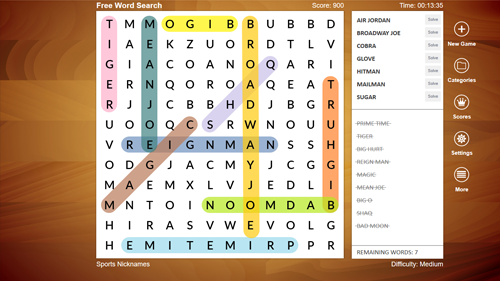 Free Word Search
Score: 900
Time: 00:13:35
T M M O G I B B U B B D
I A E K Z U O R D T L V
G I A C O A N O Q A R I
E R N Q O R O A Q E A T
R J J C B B H D J B G R
U O O Q C S R W N O U U
V R E I G N M A N S S H
O D G J A C M Y J C G G
M A E M X L V J E D L I
M N T O I N O O M D A B
H I R A S V W E V O L G
H E M I T E M I R P P R
Sports Nicknames
AIR JORDAN Solve
BROADWAY JOE Solve
COBRA Solve
GLOVE Solve
HITMAN Solve
MAILMAN Solve
SUGAR Solve
PRIME TIME
TIGER
BIG HURT
REIGN MAN
MAGIC
MEAN JOE
BIG O
SHAQ
BAD MOON
REMAINING WORDS: 7
Difficulty: Medium
New Game
Categories
Scores
Settings
More